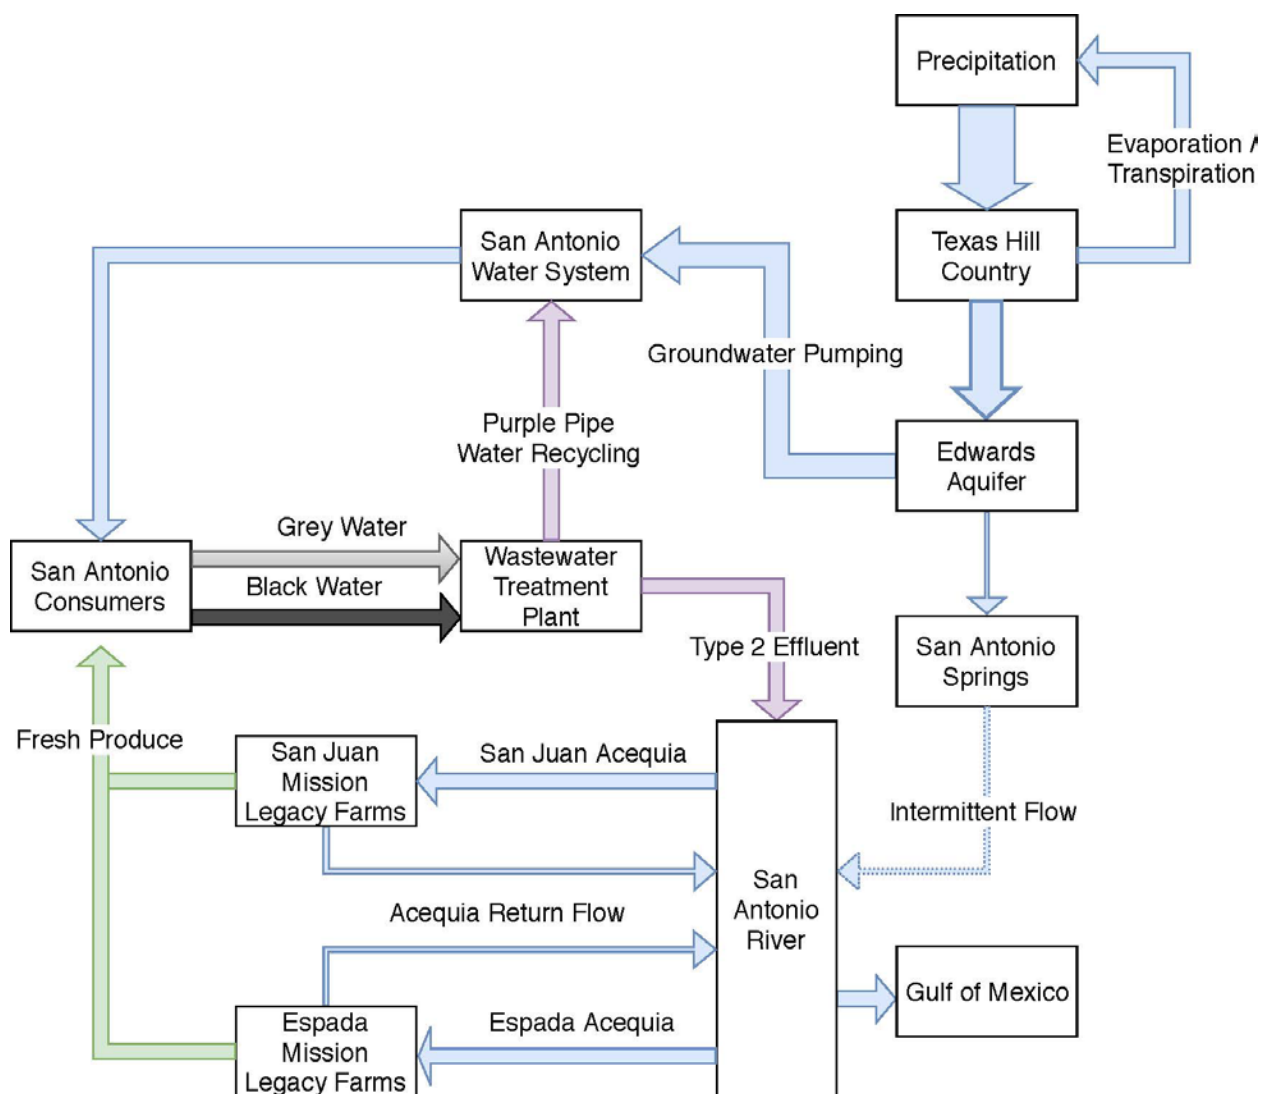 Precipitation
Evaporation
Transpiration
San Antonio
Water System
Texas Hill
Country
Groundwater Pumping
Purple Pipe
Water Recycling
Edwards
Aquifer
Grey Water
San Antonio
Consumers
Black Water
Wastewater
Treatment
Plant
Type 2 Effluent
San Antonio
Springs
Fresh Produce
San Juan
Mission
Legacy Farms
San Juan Acequia
Intermittent Flow
San
Antonio
River
Acequia Return Flow
Gulf of Mexico
Espada
Mission
Legacy Farms
Espada Acequia